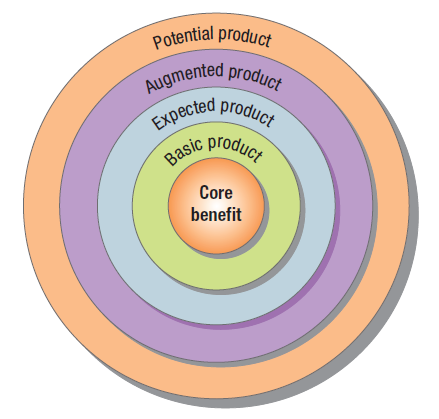 Potential product
Augmented product
Expected product
Basic product
Core
benefit